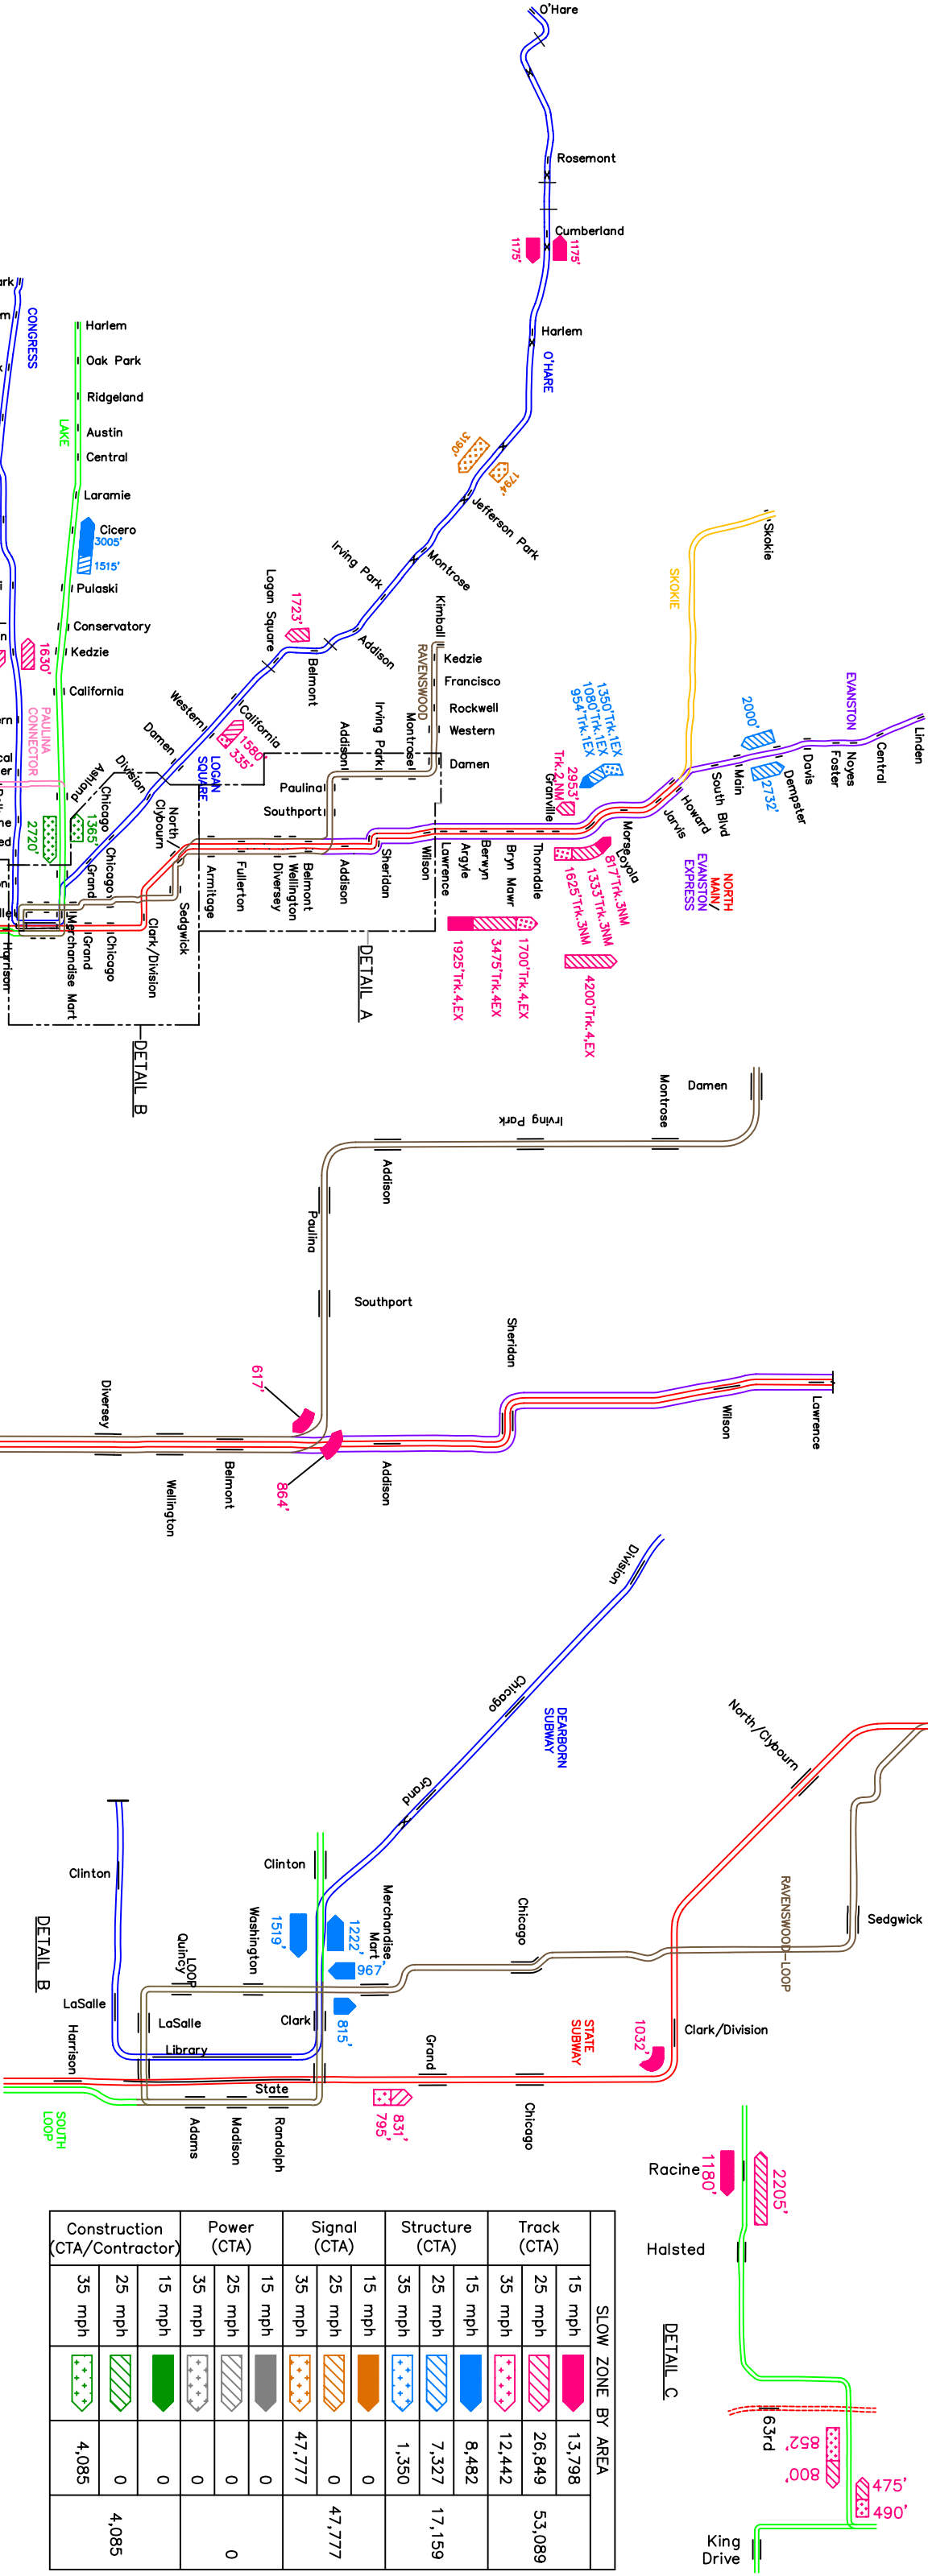 O'Hare
Rosemont
Cumberland
1175'
1175'
Harlem
O'HARE
3190'
1794'
Jefferson Park
Montrose
Irving Park
Addison
Logan Square
1723'
Belmont
Western
California
1580'
335'
LOGAN
SQUARE
Damen
Division
Chicago
Grand
CONGRESS
Harlem
Oak Park
Ridgeland
LAKE
Austin
Central
Laramie
Cicero
3005'
1515'
Pulaski
Conservatory
Kedzie
1630'
California
PAULINA
CONNECTOR
Ashland
1365'
2720'
Skokie
SKOKIE
EVANSTON
Linden
Central
Noyes
Foster
Davis
Dempster
Main
South Blvd
2000'
2732'
Howard
Jarvis
NORTH
MAIN/
EVANSTON
EXPRESS
1350'Trk.1EX
1080'Trk.1EX
954'Trk.1EX
2953'
Trk.2,NM
Morse
Loyola
817'Trk.3NM
1333'Trk.3NM
1625'Trk.3NM
4200'Trk.4,EX
1700'Trk.4,EX
3475'Trk.4EX
1925'Trk.4,EX
Granville
Thorndale
Bryn Mawr
Berwyn
Argyle
Lawrence
Wilson
Sheridan
Addison
Belmont
Wellington
Diversey
Fullerton
Armitage
North
Clybourn
Sedgwick
Clark/Division
Chicago
Grand
Merchandise Mart
Chicago
Harrison
Kimball
RAVENSWOOD
Kedzie
Francisco
Rockwell
Western
Damen
Montrose
Irving Park
Addison
Paulina
Southport
DETAIL A
DETAIL B
Damen
Montrose
Irving Park
Addison
Paulina
Southport
Sheridan
Wilson
Lawrence
617'
864'
Addison
Belmont
Wellington
Diversey
Division
Chicago
DEARBORN
SUBWAY
Grand
North/Clybourn
RAVENSWOOD-LOOP
Sedgwick
Clinton
Clinton
Merchandise
Mart
Chicago
1222'
1519'
967'
815'
Washington
LOOP
Quincy
DETAIL B
LaSalle
LaSalle
Clark
Library
State
Harrison
STATE
SUBWAY
1032'
Clark/Division
Grand
Chicago
831'
795'
Randolph
Madison
Adams
SOUTH
LOOP
Racine
1180'
2205'
Halsted
DETAIL C
63rd
852'
800'
475'
490'
King
Drive
SLOW ZONE BY AREA
Track
(CTA)
15 mph 13,798
25 mph 26,849
35 mph 12,442
53,089
Structure
(CTA)
15 mph 8,482
25 mph 7,327
35 mph 1,350
17,159
Signal
(CTA)
15 mph 0
25 mph 0
35 mph 47,777
47,777
Power
(CTA)
15 mph 0
25 mph 0
35 mph 0
0
Construction
(CTA/Contractor)
15 mph 0
25 mph 0
35 mph 4,085
4,085